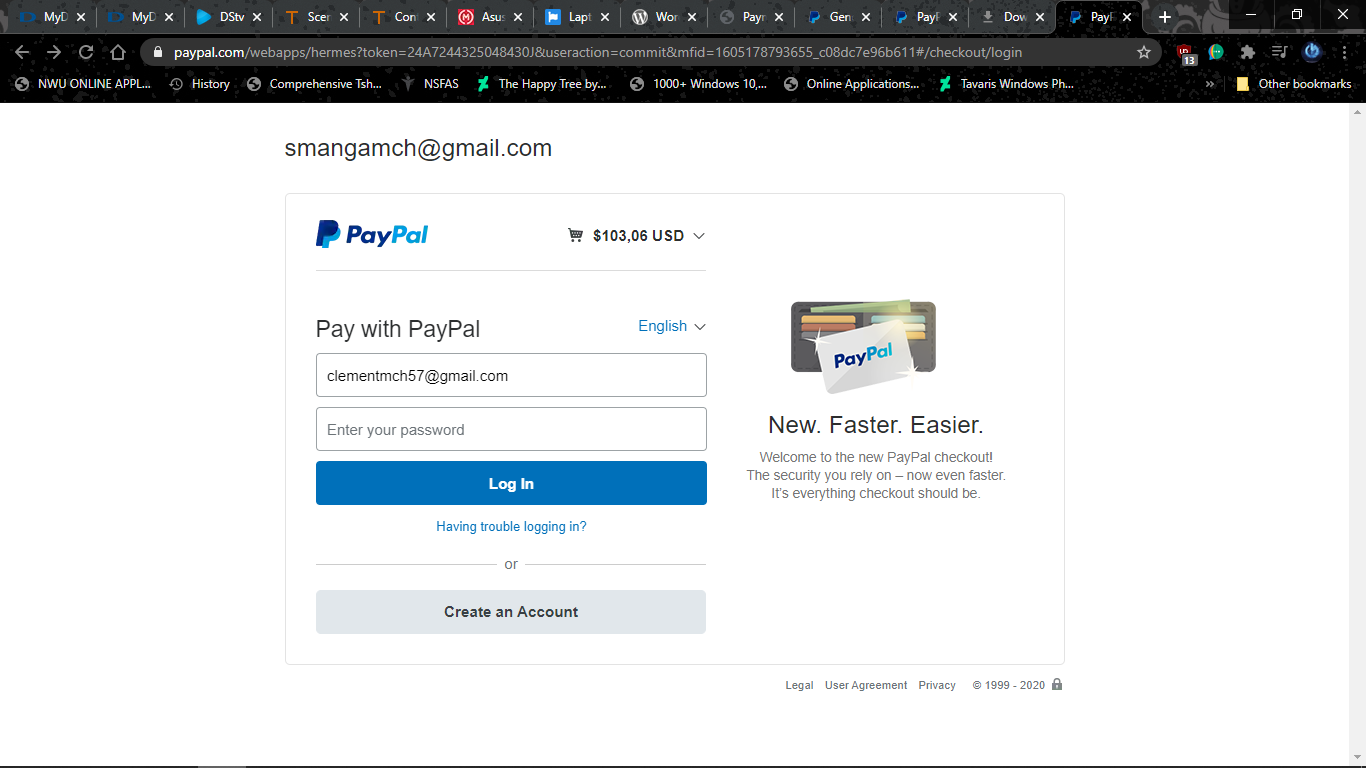 MyD
MyD
DStv
Scer
Con
Asus
Lapt
Wor
Payn
Gen
PayF
Dow
PayF
paypal.com/webapps/hermes?token=24A7244325048430J&useraction=commit&mfid=1605178793655_c08dc7e96b611#/checkout/login
13
NWU ONLINE APPL...
History
Comprehensive Tsh...
NSFAS
The Happy Tree by...
1000+ Windows 10,...
Online Applications...
Tavaris Windows Ph...
»
Other bookmarks
smangamch@gmail.com
PayPal
$103,06 USD
Pay with PayPal
English
clementmch57@gmail.com
Enter your password
Log In
Having trouble logging in?
or
Create an Account
PayPal
New. Faster. Easier.
Welcome to the new PayPal checkout!
The security you rely on – now even faster.
It's everything checkout should be.
Legal User Agreement Privacy © 1999 - 2020